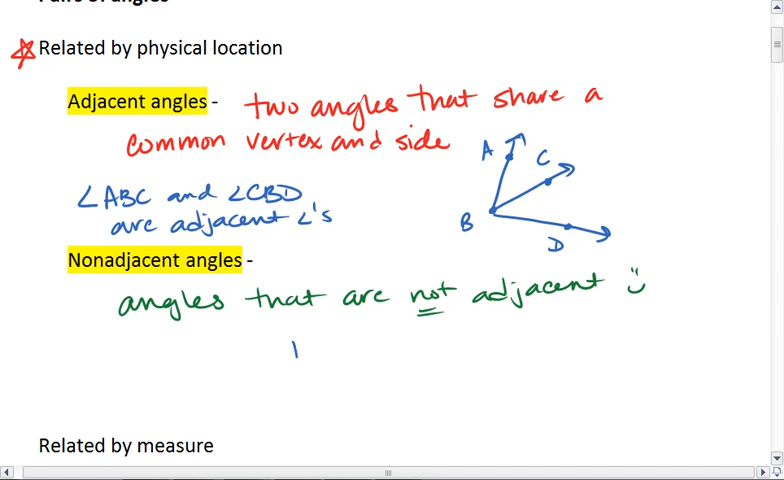 Related by physical location
Adjacent angles - two angles that share a
common vertex and side
A
C
∠ABC and ∠CBD
are adjacent ∠'s
B
D
Nonadjacent angles -
angles that are not adjacent
Related by measure